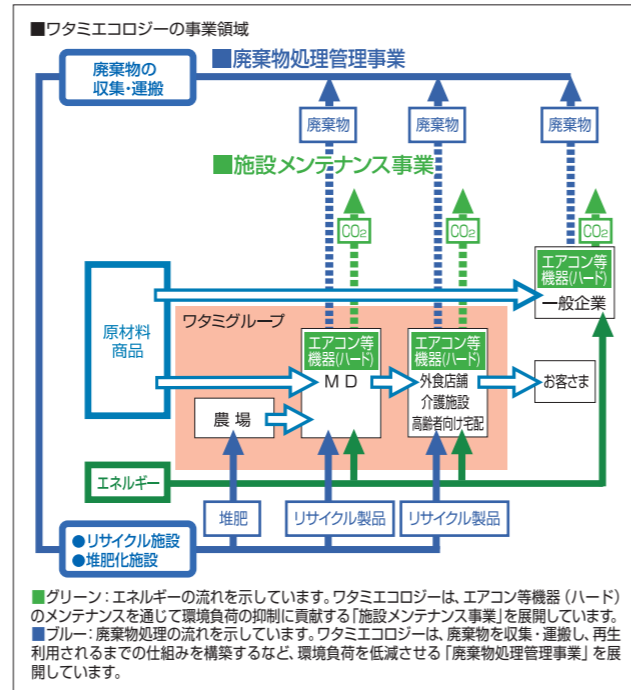 ■ワタミエコロジーの事業領域
廃棄物の
収集・運搬
■廃棄物処理管理事業
廃棄物
廃棄物
廃棄物
■施設メンテナンス事業
CO₂
CO₂
CO₂
エアコン等
機器(ハード)
一般企業
原材料
商品
ワタミグループ
エアコン等
機器(ハード)
MD
エアコン等
機器(ハード)
外食店舗
介護施設
高齢者向け宅配
お客さま
農場
エネルギー
堆肥
リサイクル製品
リサイクル製品
●リサイクル施設
●堆肥化施設
■グリーン：エネルギーの流れを示しています。ワタミエコロジーは、エアコン等機器（ハード）
のメンテナンスを通じて環境負荷の抑制に貢献する「施設メンテナンス事業」を展開しています。
■ブルー：廃棄物処理の流れを示しています。ワタミエコロジーは、廃棄物を収集・運搬し、再生
利用されるまでの仕組みを構築するなど、環境負荷を低減させる「廃棄物処理管理事業」を展
開しています。